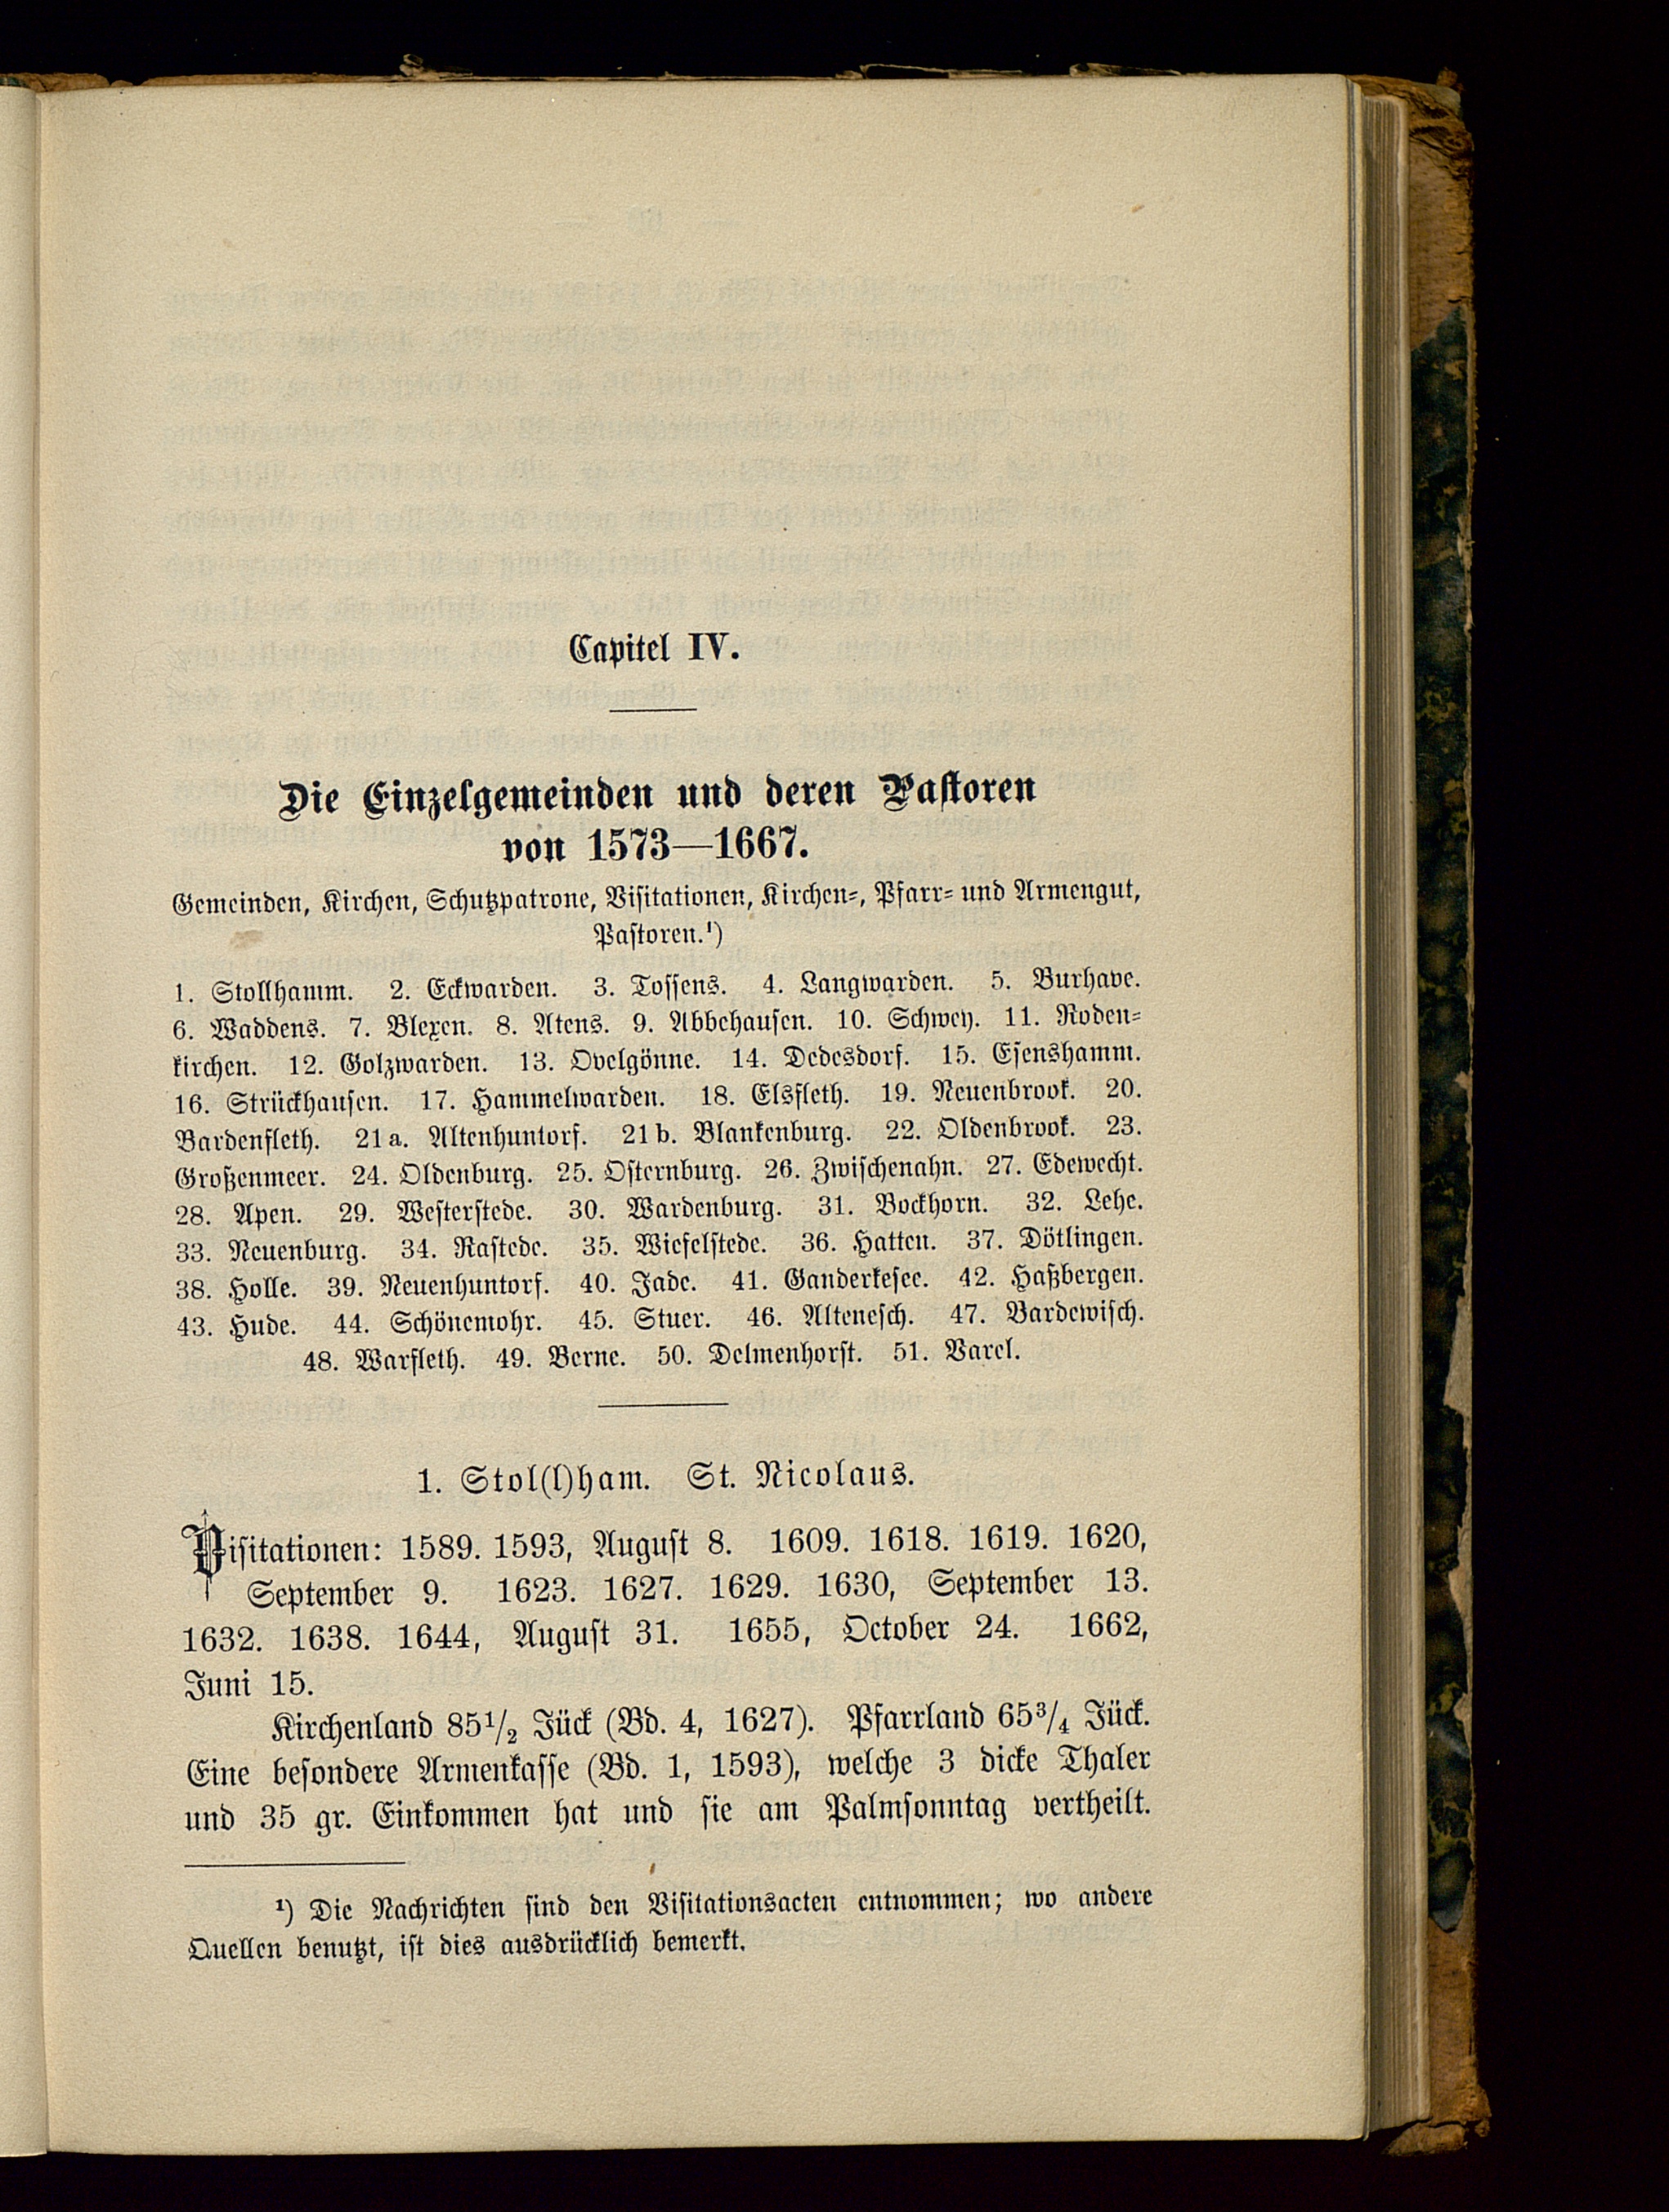 Capitel IV.
Die Einzelgemeinden und deren Pastoren
von 1573—1667.
Gemeinden, Kirchen, Schutzpatrone, Visitationen, Kirchen-, Pfarr- und Armengut,
Pastoren.¹)
1. Stollhamm. 2. Eckwarden. 3. Tossens. 4. Langwarden. 5. Burhave.
6. Waddens. 7. Blexen. 8. Atens. 9. Abbehausen. 10. Schwey. 11. Roden-
kirchen. 12. Golzwarden. 13. Ovelgönne. 14. Dedesdorf. 15. Esenshamm.
16. Strückhausen. 17. Hammelwarden. 18. Elsfleth. 19. Neuenbrook. 20.
Bardenfleth. 21a. Altenhuntorf. 21b. Blankenburg. 22. Oldenbrook. 23.
Großenmeer. 24. Oldenburg. 25. Osternburg. 26. Zwischenahn. 27. Edewecht.
28. Apen. 29. Westerstede. 30. Wardenburg. 31. Bockhorn. 32. Lehe.
33. Neuenburg. 34. Rastede. 35. Wiefelstede. 36. Hatten. 37. Dötlingen.
38. Holle. 39. Neuenhuntorf. 40. Jade. 41. Ganderkesee. 42. Haßbergen.
43. Hude. 44. Schönemohr. 45. Stuer. 46. Altenesch. 47. Bardewisch.
48. Warfleth. 49. Berne. 50. Delmenhorst. 51. Varel.
1. Stol(l)ham. St. Nicolaus.
Visitationen: 1589. 1593, August 8. 1609. 1618. 1619. 1620,
September 9. 1623. 1627. 1629. 1630, September 13.
1632. 1638. 1644, August 31. 1655, October 24. 1662,
Juni 15.
Kirchenland 85¹/₂ Jück (Bd. 4, 1627). Pfarrland 65³/₄ Jück.
Eine besondere Armenkasse (Bd. 1, 1593), welche 3 dicke Thaler
und 35 gr. Einkommen hat und sie am Palmsonntag vertheilt.
¹) Die Nachrichten sind den Visitationsacten entnommen; wo andere
Quellen benutzt, ist dies ausdrücklich bemerkt.